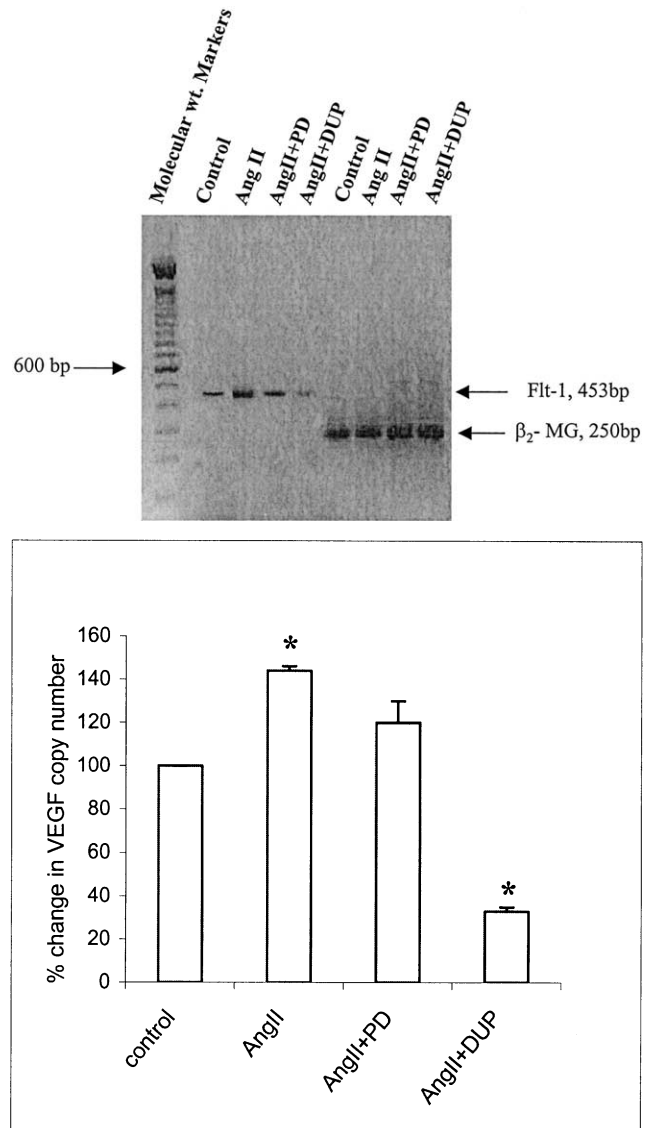 Molecular wt. Markers
Control
Ang II
AngII+PD
AngII+DUP
Control
Ang II
AngII+PD
AngII+DUP
600 bp
Flt-1, 453bp
β₂- MG, 250bp
% change in VEGF copy number
160
140
120
100
80
60
40
20
0
*
*
control
AngII
AngII+PD
AngII+DUP